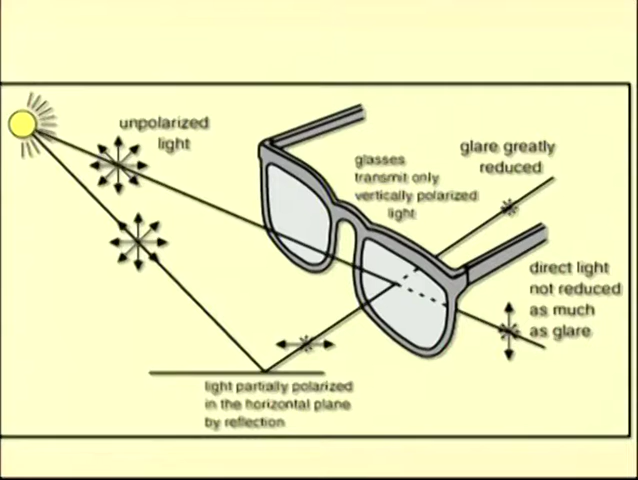 unpolarized
light
glasses
transmit only
vertically polarized
light
glare greatly
reduced
direct light
not reduced
as much
as glare
light partially polarized
in the horizontal plane
by reflection